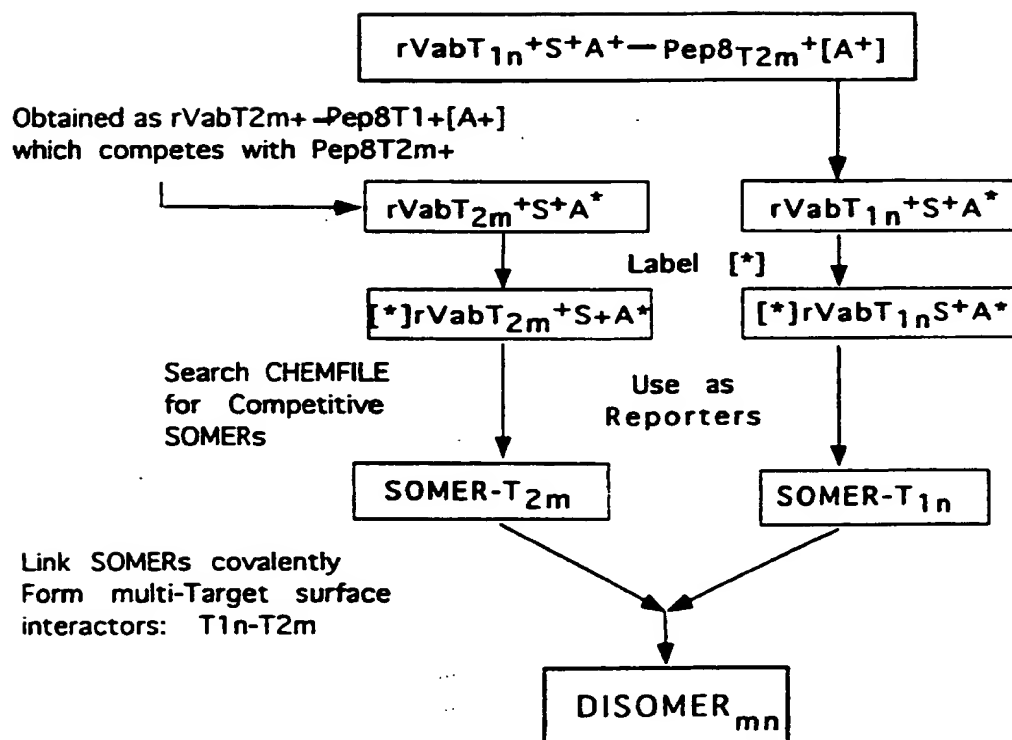 rVabT1n+S+A+—Pep8T2m+[A+]
Obtained as rVabT2m+ –Pep8T1+[A+]
which competes with Pep8T2m+
rVabT2m+S+A*
rVabT1n+S+A*
Label [*]
[*]rVabT2m+S+A*
[*]rVabT1nS+A*
Search CHEMFILE
for Competitive
SOMERs
Use as
Reporters
SOMER-T2m
SOMER-T1n
Link SOMERs covalently
Form multi-Target surface
interactors: T1n-T2m
DISOMERmn